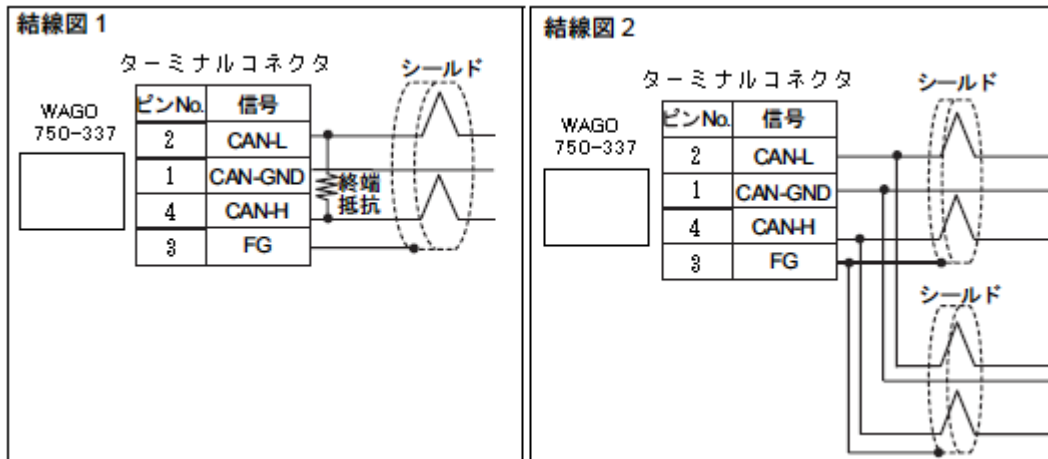 結線図 1
ターミナルコネクタ
シールド
WAGO
750-337
ピンNo. 信号
2 CAN-L
1 CAN-GND
4 CAN-H
3 FG
終端
抵抗
結線図 2
ターミナルコネクタ
シールド
WAGO
750-337
ピンNo. 信号
2 CAN-L
1 CAN-GND
4 CAN-H
3 FG
シールド